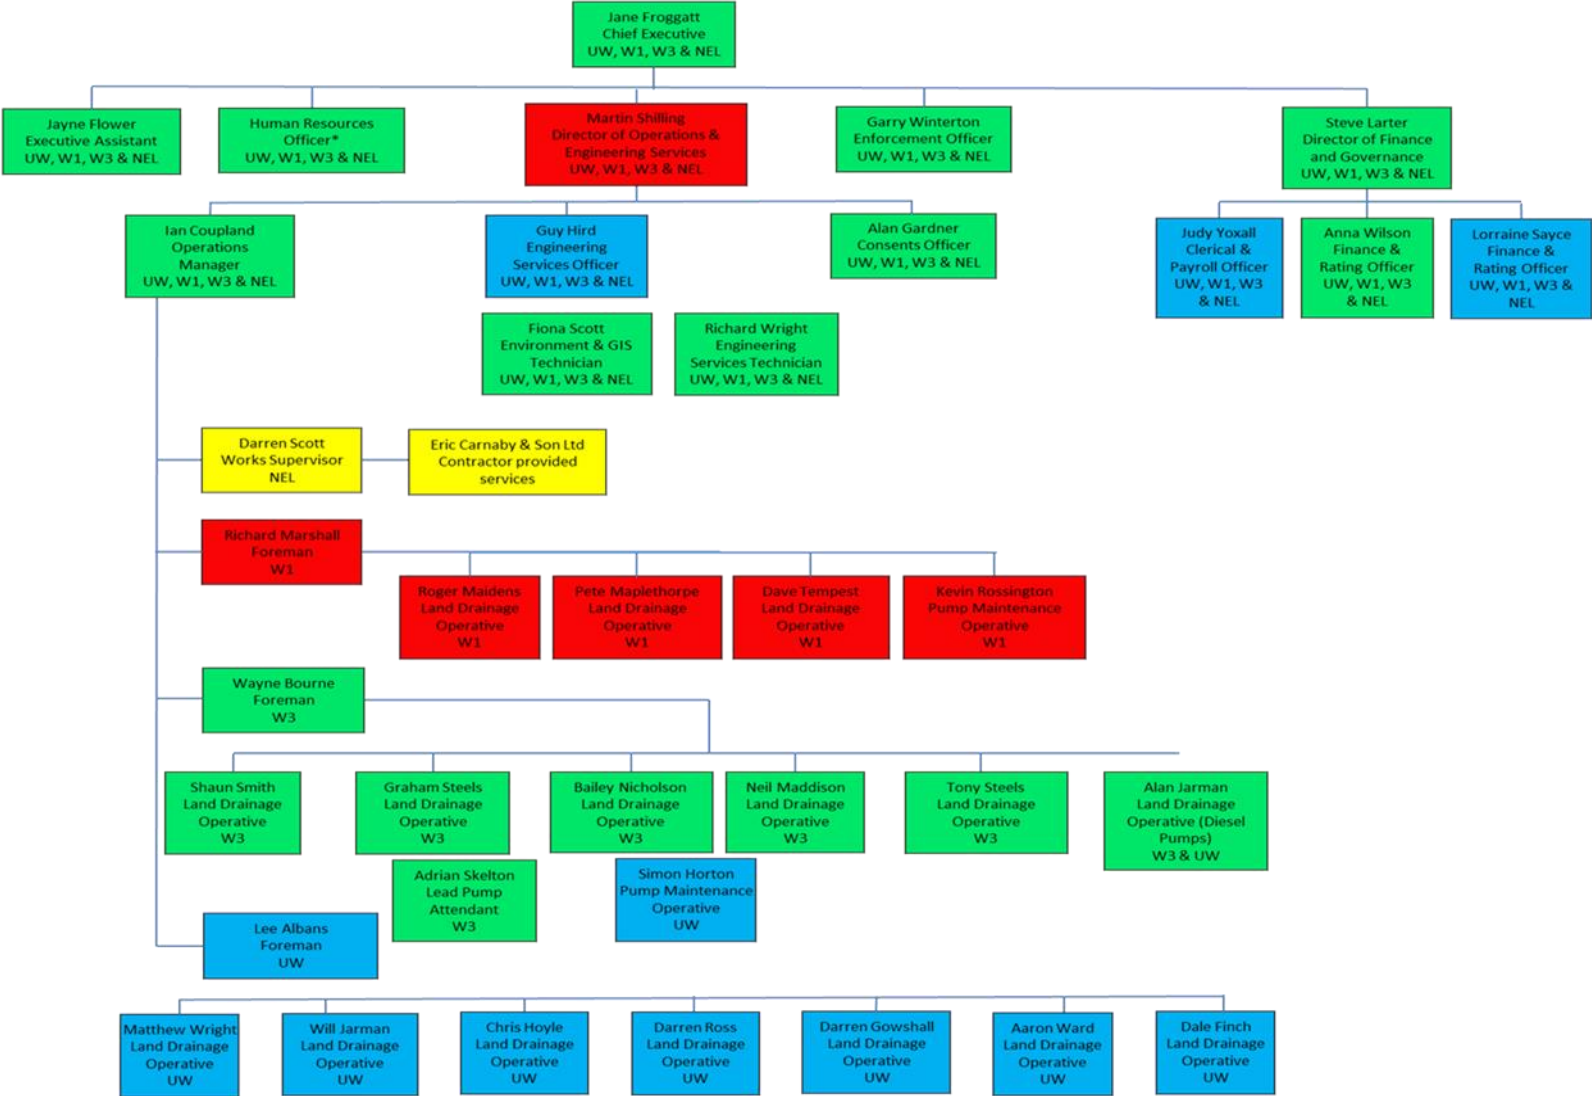 Jane Froggatt
Chief Executive
UW, W1, W3 & NEL
Jayne Flower
Executive Assistant
UW, W1, W3 & NEL
Human Resources
Officer*
UW, W1, W3 & NEL
Martin Shilling
Director of Operations &
Engineering Services
UW, W1, W3 & NEL
Garry Winterton
Enforcement Officer
UW, W1, W3 & NEL
Steve Larter
Director of Finance
and Governance
UW, W1, W3 & NEL
Ian Coupland
Operations
Manager
UW, W1, W3 & NEL
Guy Hird
Engineering
Services Officer
UW, W1, W3 & NEL
Alan Gardner
Consents Officer
UW, W1, W3 & NEL
Judy Yoxall
Clerical &
Payroll Officer
UW, W1, W3
& NEL
Anna Wilson
Finance &
Rating Officer
UW, W1, W3
& NEL
Lorraine Sayce
Finance &
Rating Officer
UW, W1, W3 &
NEL
Fiona Scott
Environment & GIS
Technician
UW, W1, W3 & NEL
Richard Wright
Engineering
Services Technician
UW, W1, W3 & NEL
Darren Scott
Works Supervisor
NEL
Eric Carnaby & Son Ltd
Contractor provided
services
Richard Marshall
Foreman
W1
Roger Maidens
Land Drainage
Operative
W1
Pete Maplethorpe
Land Drainage
Operative
W1
Dave Tempest
Land Drainage
Operative
W1
Kevin Rossington
Pump Maintenance
Operative
W1
Wayne Bourne
Foreman
W3
Shaun Smith
Land Drainage
Operative
W3
Graham Steels
Land Drainage
Operative
W3
Bailey Nicholson
Land Drainage
Operative
W3
Neil Maddison
Land Drainage
Operative
W3
Tony Steels
Land Drainage
Operative
W3
Alan Jarman
Land Drainage
Operative (Diesel
Pumps)
W3 & UW
Adrian Skelton
Lead Pump
Attendant
W3
Simon Horton
Pump Maintenance
Operative
UW
Lee Albans
Foreman
UW
Matthew Wright
Land Drainage
Operative
UW
Will Jarman
Land Drainage
Operative
UW
Chris Hoyle
Land Drainage
Operative
UW
Darren Ross
Land Drainage
Operative
UW
Darren Gowshall
Land Drainage
Operative
UW
Aaron Ward
Land Drainage
Operative
UW
Dale Finch
Land Drainage
Operative
UW